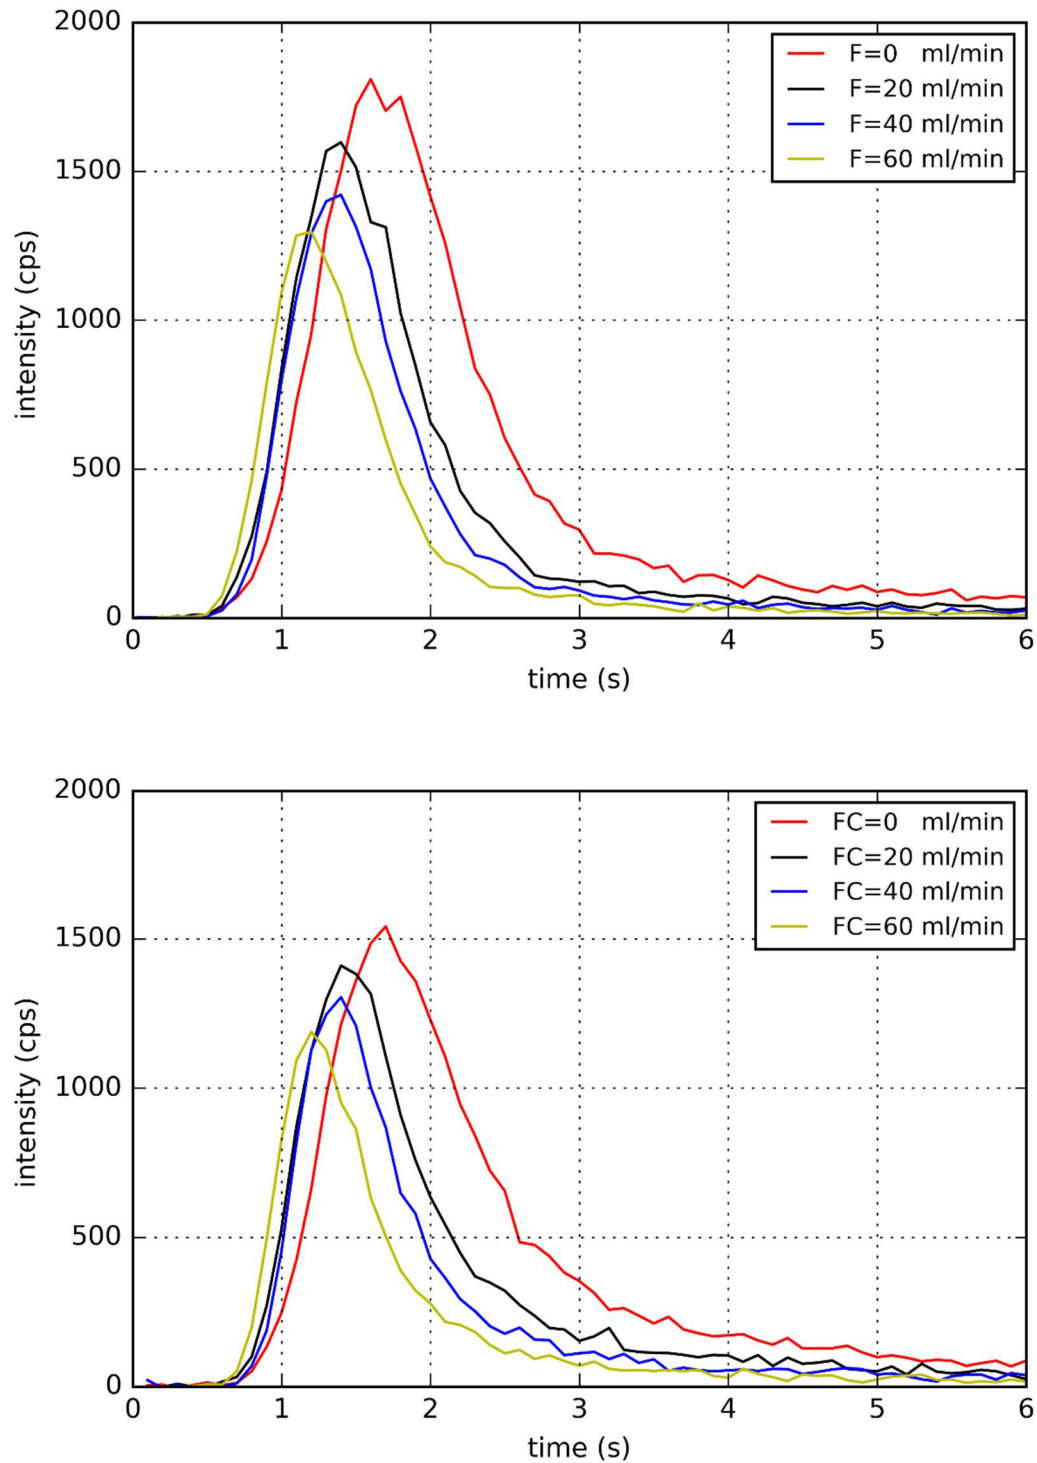 2000
1500
1000
500
0
intensity (cps)
F=0 ml/min
F=20 ml/min
F=40 ml/min
F=60 ml/min
0 1 2 3 4 5 6
time (s)
2000
1500
1000
500
0
intensity (cps)
FC=0 ml/min
FC=20 ml/min
FC=40 ml/min
FC=60 ml/min
0 1 2 3 4 5 6
time (s)